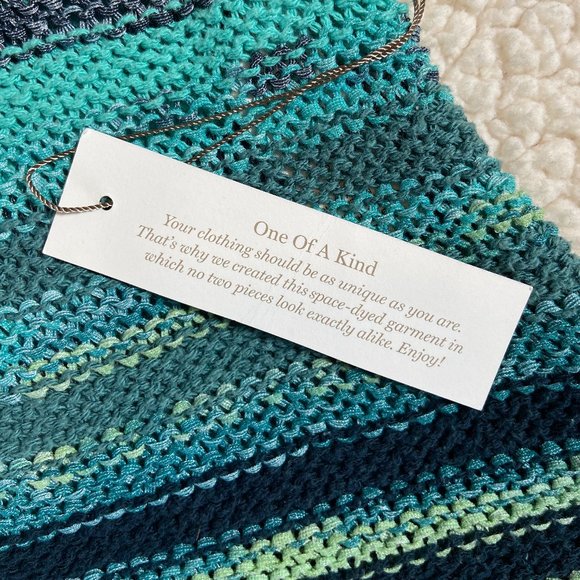 One Of A Kind
Your clothing should be as unique as you are.
That's why we created this space-dyed garment in
which no two pieces look exactly alike. Enjoy!